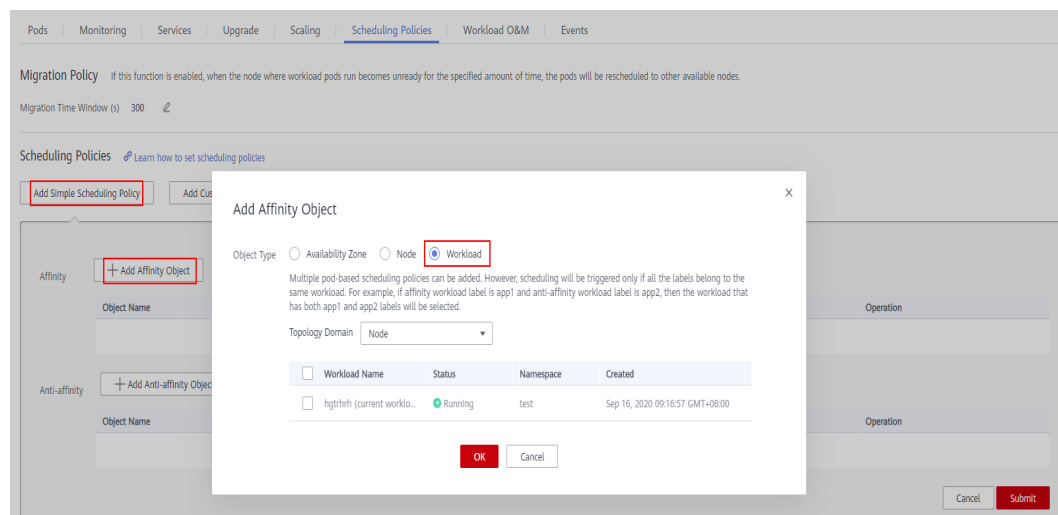 Pods Monitoring Services Upgrade Scaling Scheduling Policies Workload O&M Events
Migration Policy If this function is enabled, when the node where workload pods run becomes unready for the specified amount of time, the pods will be rescheduled to other available nodes.
Migration Time Window (s) 300
Scheduling Policies Learn how to set scheduling policies
Add Simple Scheduling Policy Add Cus
Add Affinity Object
Object Type Availability Zone Node Workload
Multiple pod-based scheduling policies can be added. However, scheduling will be triggered only if all the labels belong to the
same workload. For example, if affinity workload label is app1 and anti-affinity workload label is app2, then the workload that
has both app1 and app2 labels will be selected.
Topology Domain Node
Workload Name Status Namespace Created
hgtrhrh (current worklo... Running test Sep 16, 2020 09:16:57 GMT+08:00
OK Cancel
Affinity + Add Affinity Object
Object Name Operation
Anti-affinity + Add Anti-affinity Objec
Object Name Operation
Cancel Submit